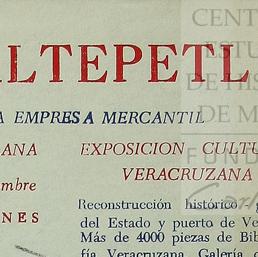 ALTEPETL
A EMPRESA MERCANTIL
ANA EXPOSICION CULTU
VERACRUZANA
mbre
NES
Reconstrucción histórico
del Estado y puerto de Ve
Más de 4000 piezas de Bib
fía Veracruzana. Galería
CENT
ESTU
DE HIS
DE M
FUND